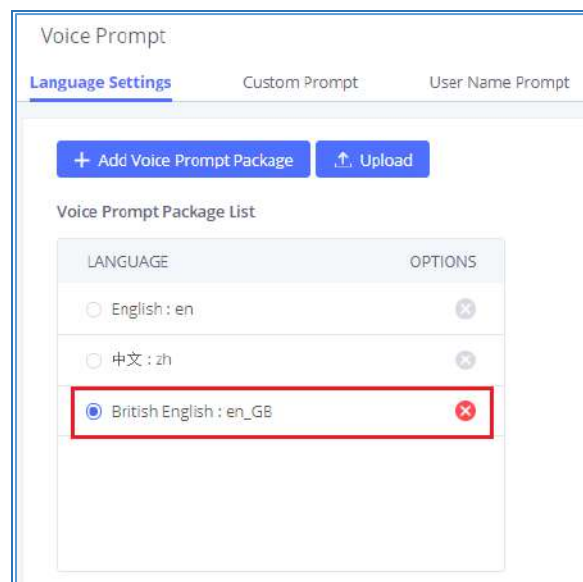 Voice Prompt
Language Settings Custom Prompt User Name Prompt
+ Add Voice Prompt Package Upload
Voice Prompt Package List
LANGUAGE OPTIONS
English : en
中文 : zh
British English : en_GB